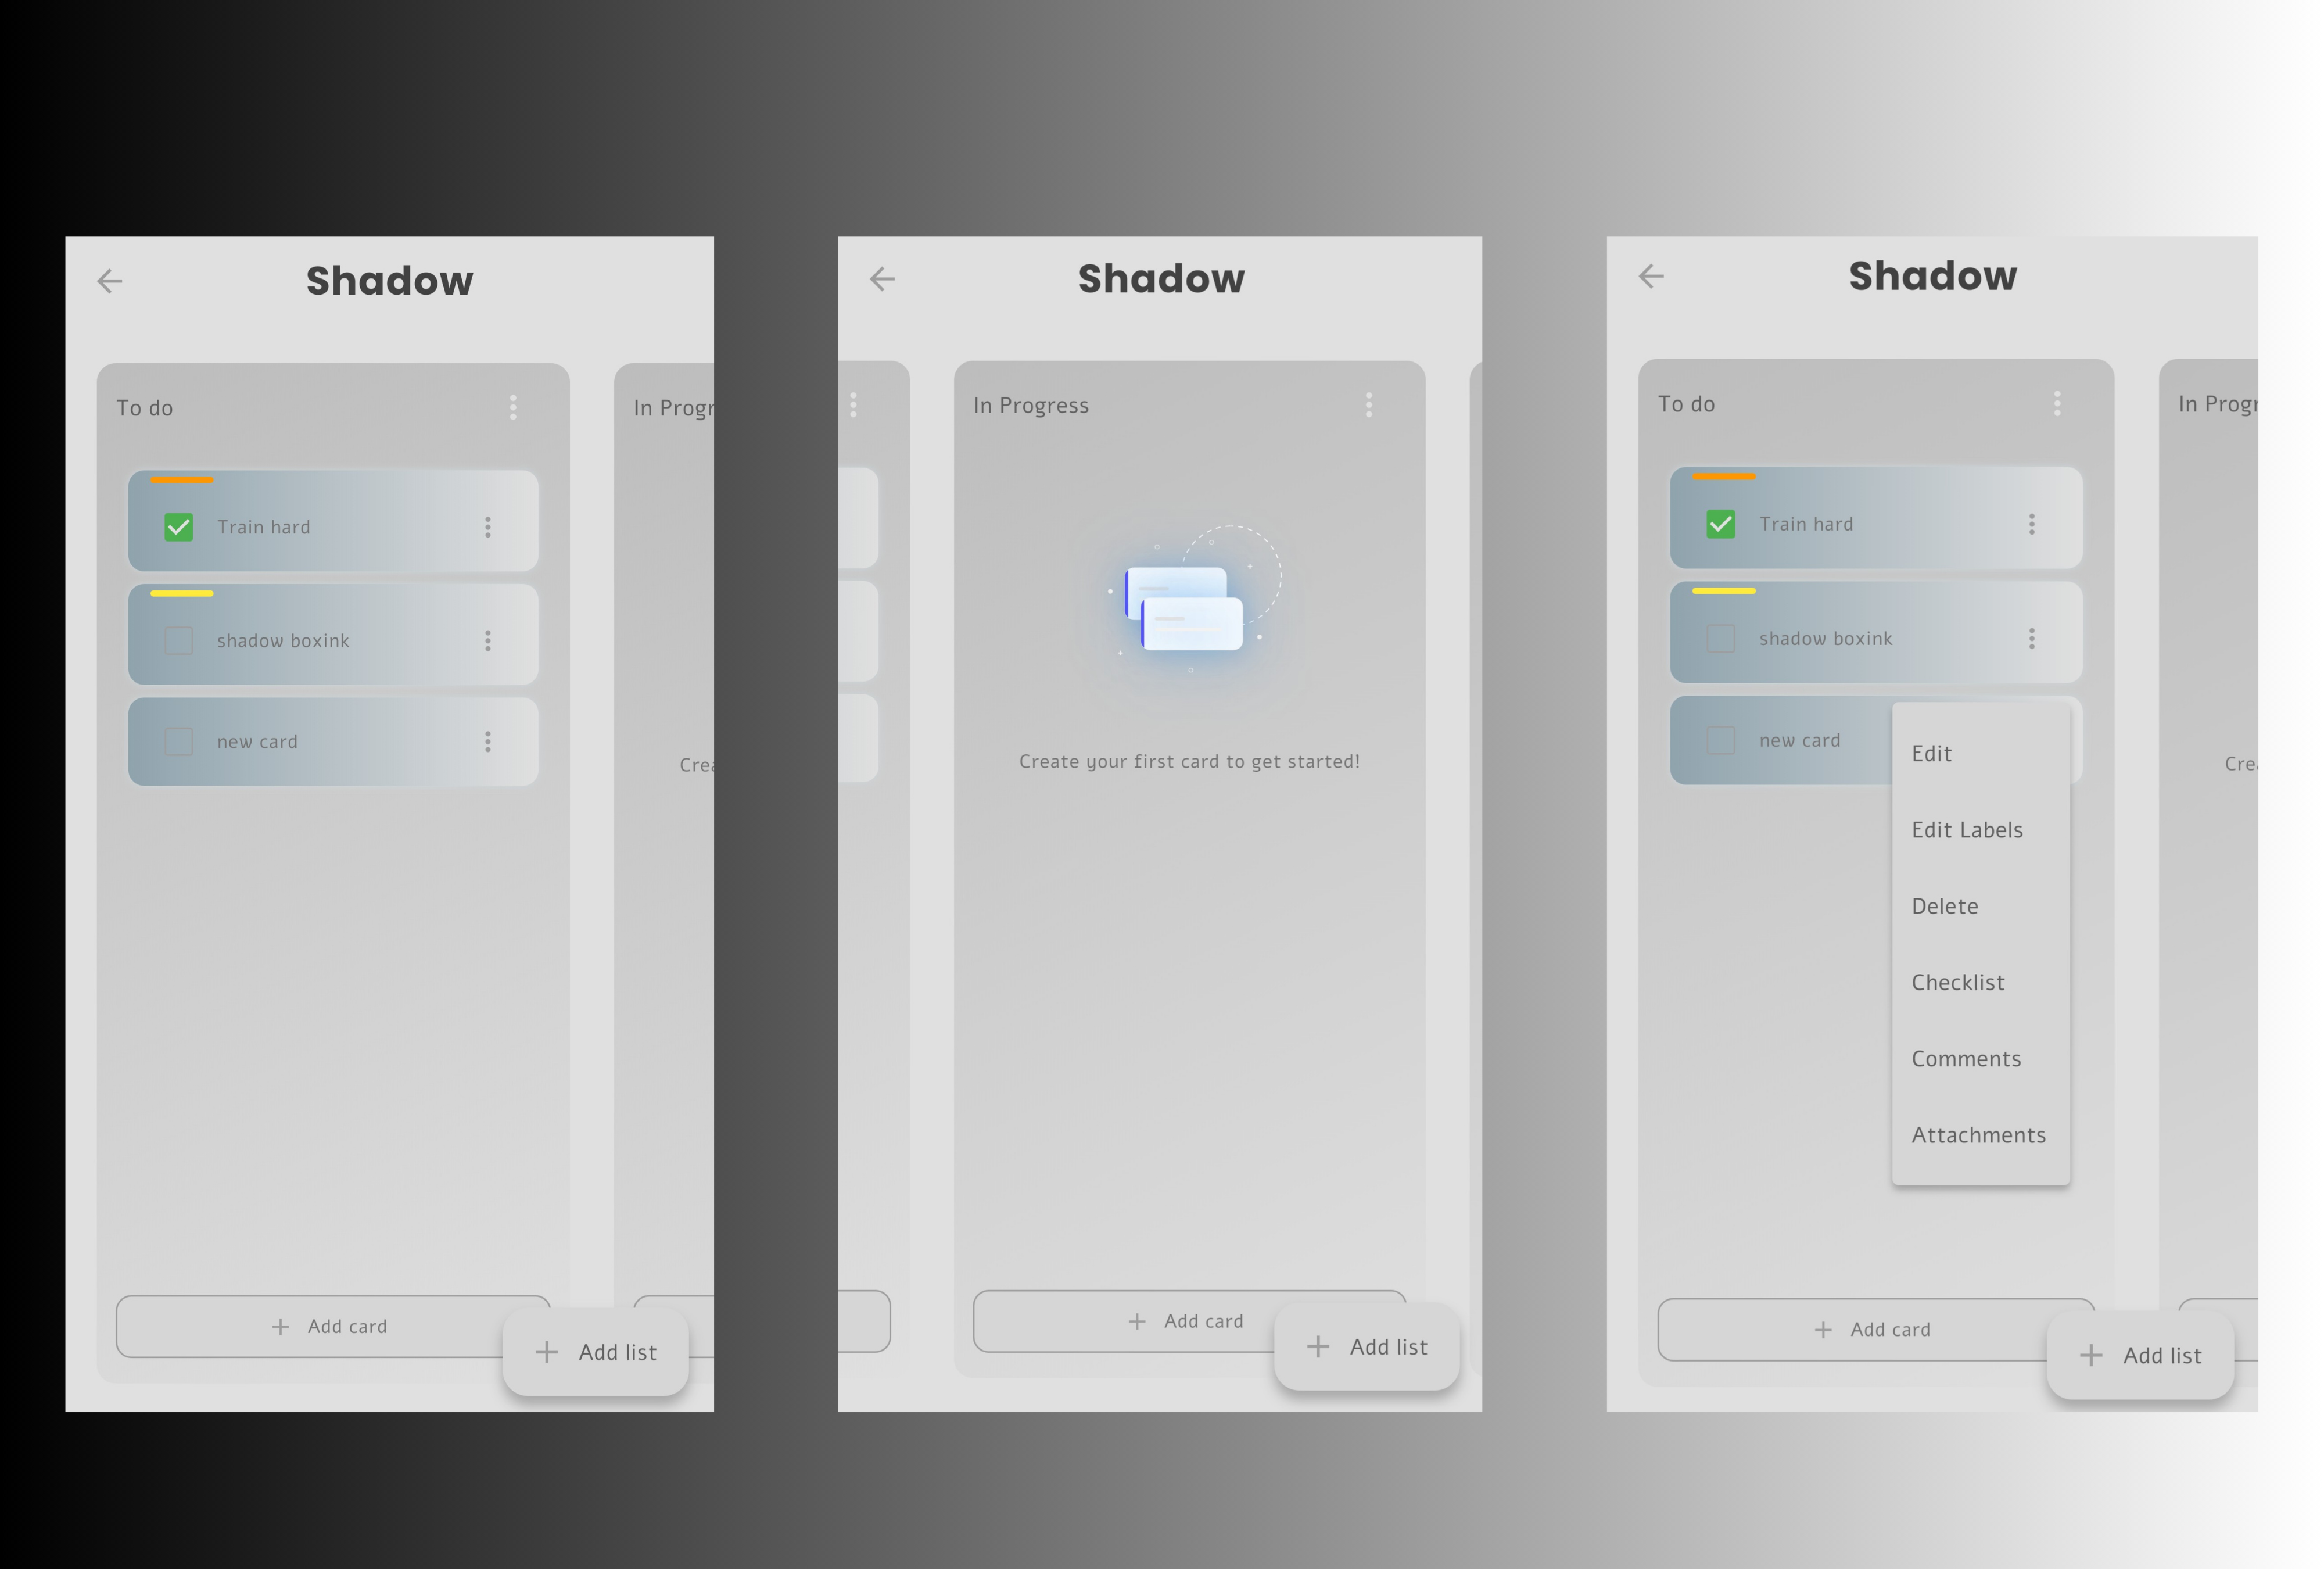 Shadow
To do
In Progr
Train hard
shadow boxink
new card
Crea
+ Add card
+ Add list
Shadow
In Progress
Create your first card to get started!
+ Add card
+ Add list
Shadow
To do
In Progr
Train hard
shadow boxink
new card
Crea
Edit
Edit Labels
Delete
Checklist
Comments
Attachments
+ Add card
+ Add list